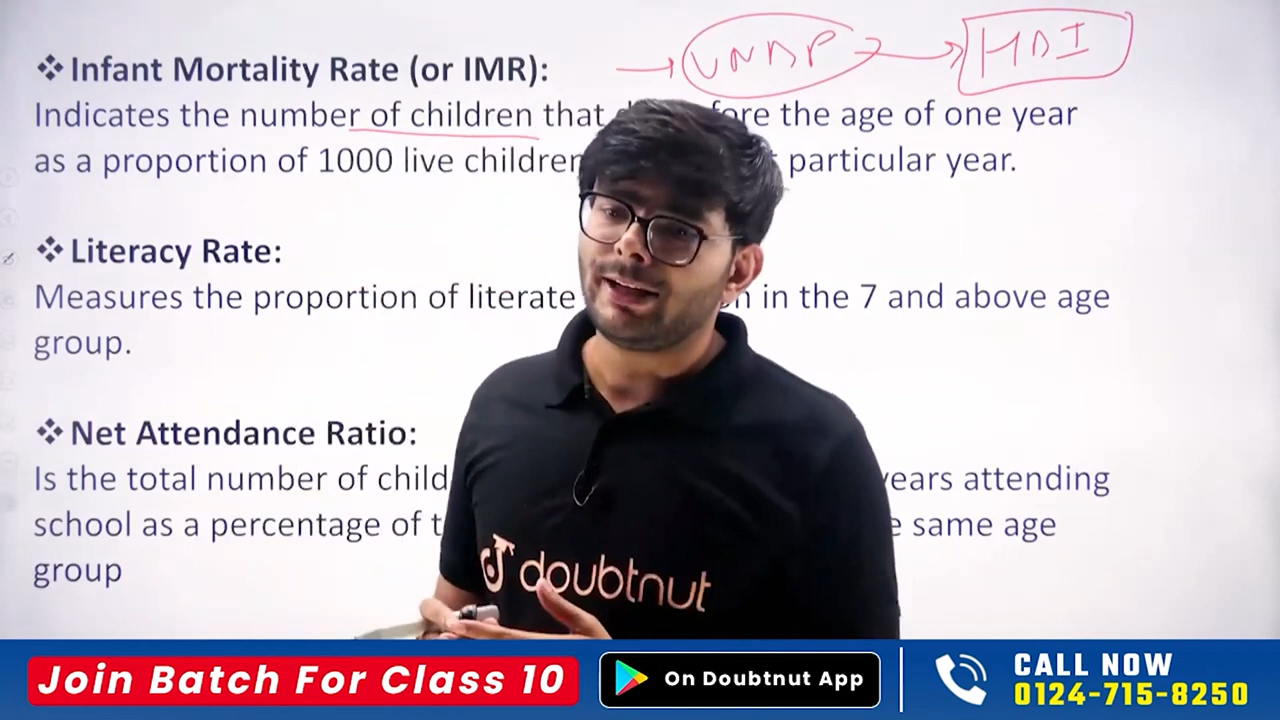 UNDP → HDI
❖ Infant Mortality Rate (or IMR):
Indicates the number of children that fore the age of one year
as a proportion of 1000 live children particular year.
❖ Literacy Rate:
Measures the proportion of literate in the 7 and above age
group.
❖ Net Attendance Ratio:
Is the total number of child years attending
school as a percentage of same age
group
doubtnut
Join Batch For Class 10
On Doubtnut App
CALL NOW
0124-715-8250